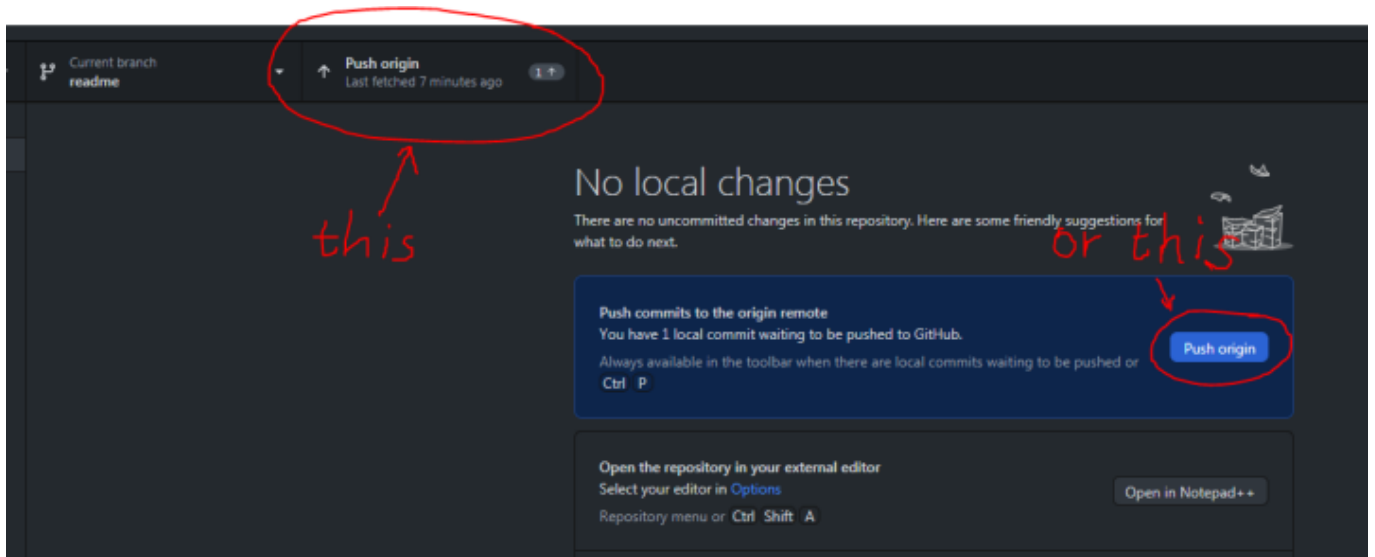 Current branch
readme
Push origin
Last fetched 7 minutes ago
1↑
this
No local changes
There are no uncommitted changes in this repository. Here are some friendly suggestions for
what to do next.
or this
Push commits to the origin remote
You have 1 local commit waiting to be pushed to GitHub.
Always available in the toolbar when there are local commits waiting to be pushed or
Ctrl P
Push origin
Open the repository in your external editor
Select your editor in Options
Repository menu or Ctrl Shift A
Open in Notepad++